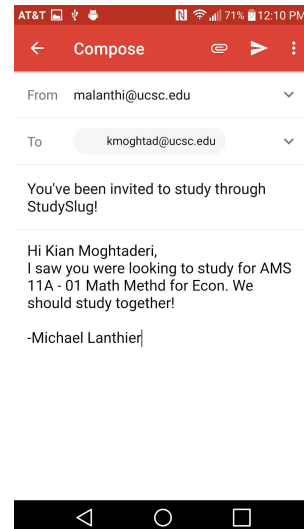 AT&T 71% 12:10 PM
Compose
From malanthi@ucsc.edu
To kmoghtad@ucsc.edu
You've been invited to study through
StudySlug!
Hi Kian Moghtaderi,
I saw you were looking to study for AMS
11A - 01 Math Methd for Econ. We
should study together!
-Michael Lanthier